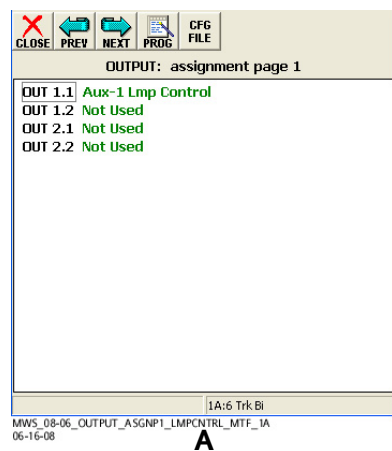 CLOSE PREV NEXT PROG CFG FILE
OUTPUT: assignment page 1
OUT 1.1 Aux-1 Lmp Control
OUT 1.2 Not Used
OUT 2.1 Not Used
OUT 2.2 Not Used
1A:6 Trk Bi
MWS_08-06_OUTPUT_ASGNP1_LMPCNTRL_MTF_1A
06-16-08
A